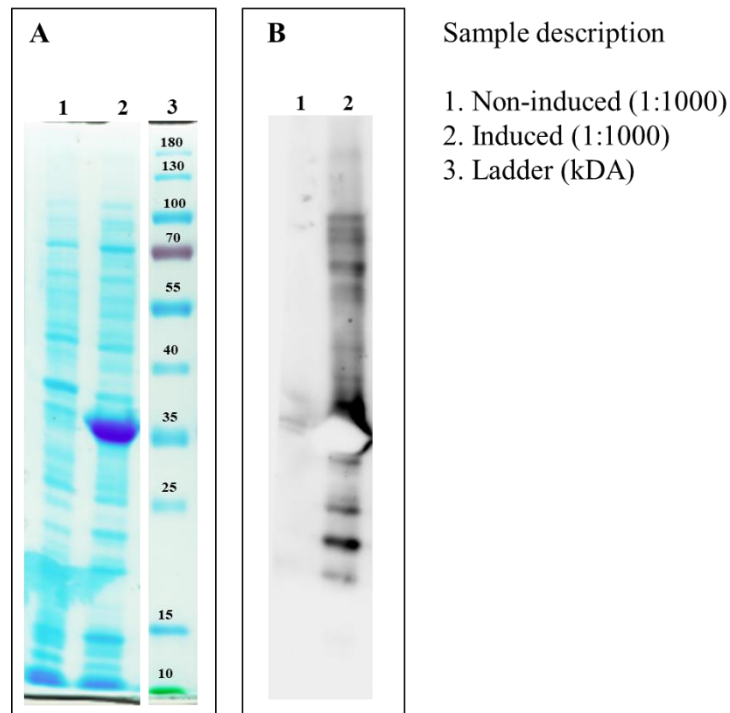 A
B
Sample description
1 2 3
1 2
1. Non-induced (1:1000)
2. Induced (1:1000)
3. Ladder (kDA)
180
130
100
70
55
40
35
25
15
10